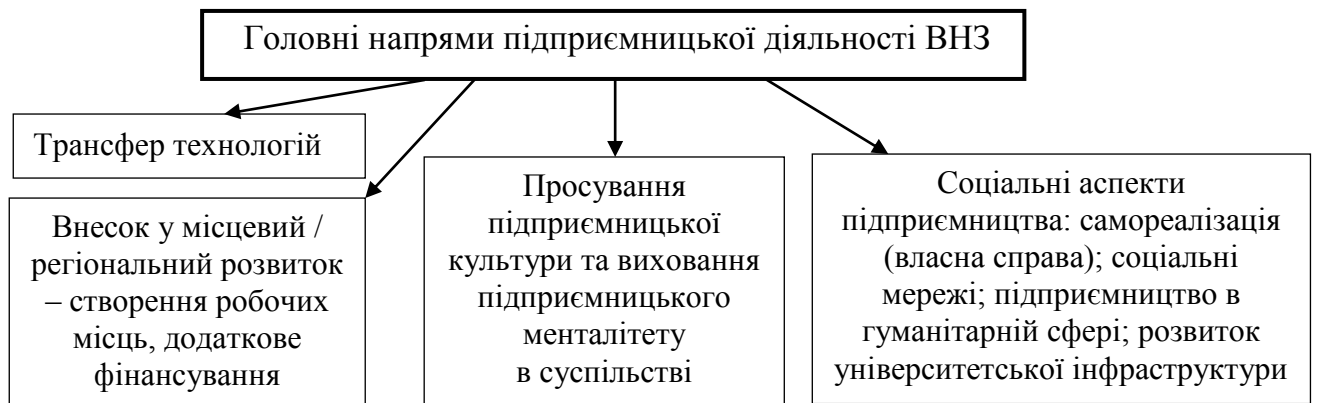 Головні напрями підприємницької діяльності ВНЗ
Трансфер технологій
Внесок у місцевий /
регіональний розвиток
– створення робочих
місць, додаткове
фінансування
Просування
підприємницької
культури та виховання
підприємницького
менталітету
в суспільстві
Соціальні аспекти
підприємництва: самореалізація
(власна справа); соціальні
мережі; підприємництво в
гуманітарній сфері; розвиток
університетської інфраструктури